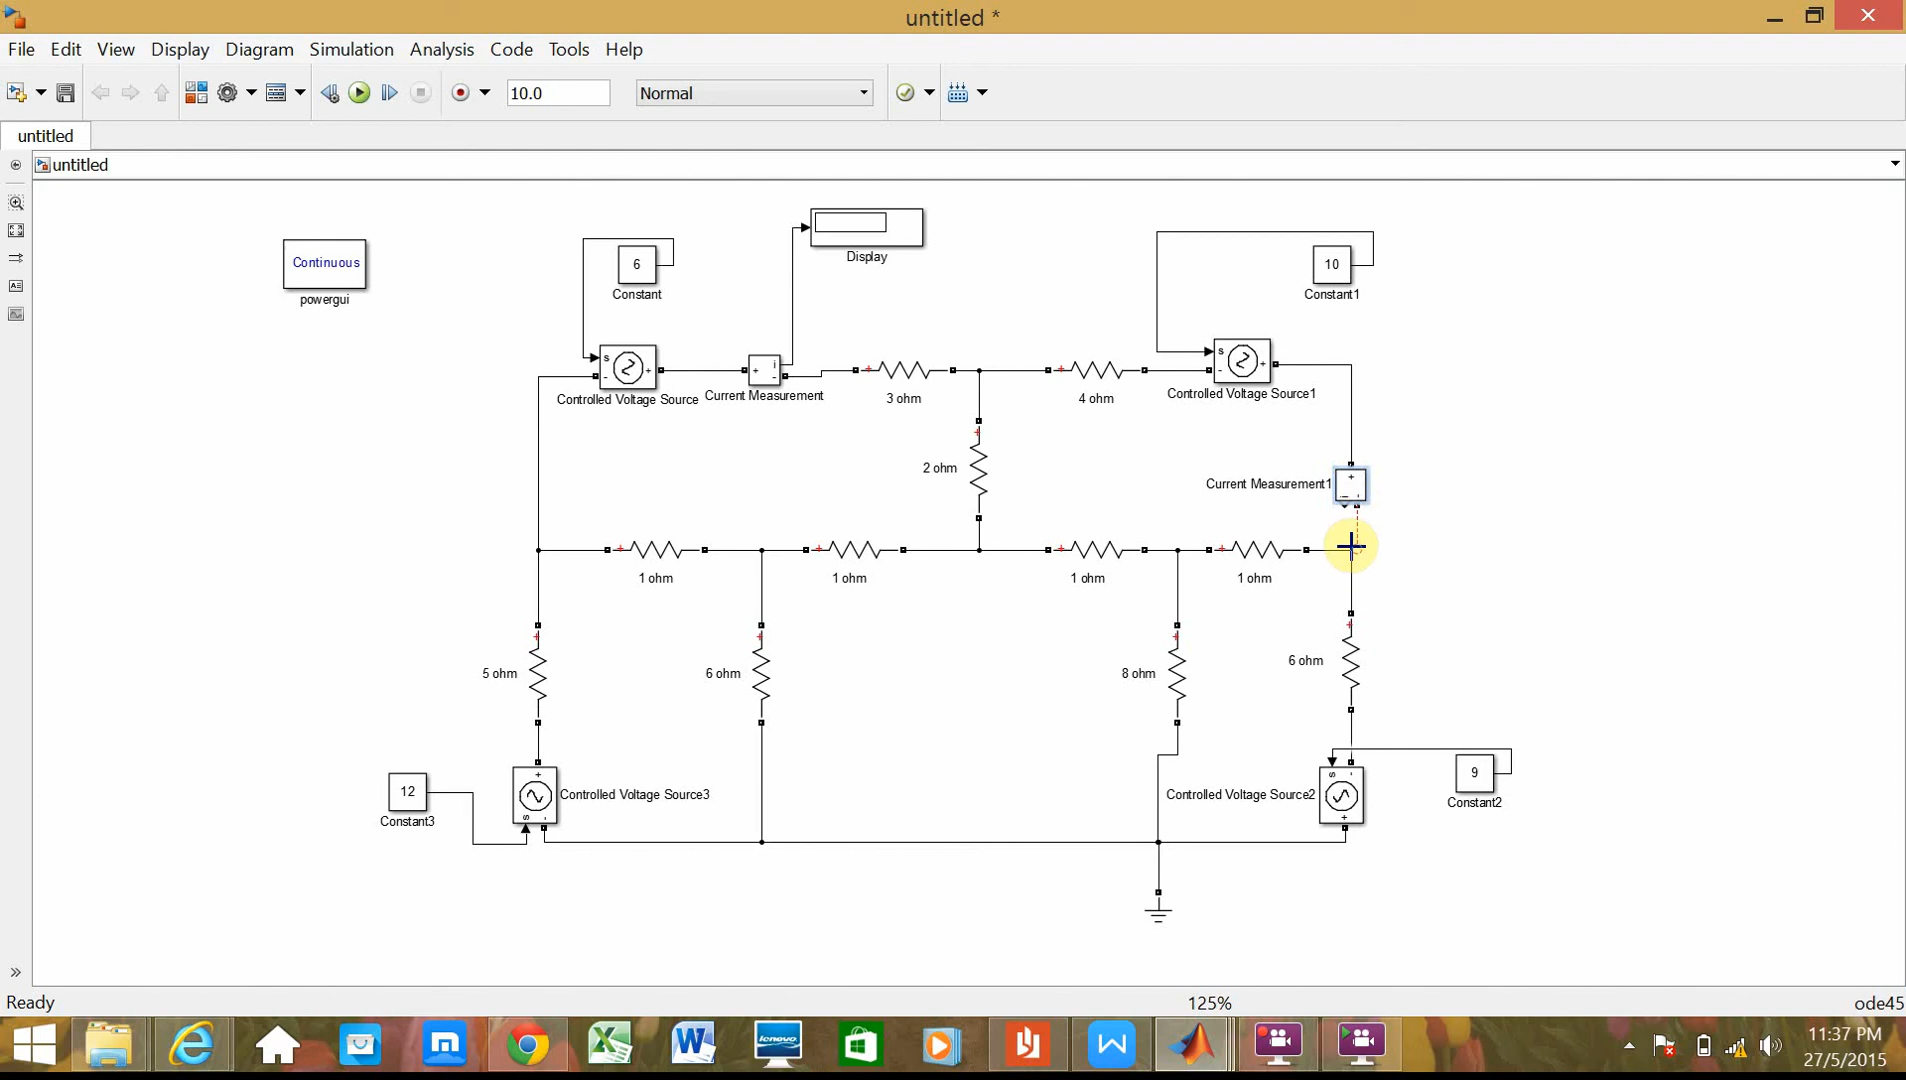 untitled *
File Edit View Display Diagram Simulation Analysis Code Tools Help
10.0 Normal
untitled
untitled
Continuous
powergui
6
Constant
Display
10
Constant1
s
- +
Controlled Voltage Source
+ i -
Current Measurement
+
3 ohm
+
4 ohm
s
- +
Controlled Voltage Source1
+
2 ohm
Current Measurement1
+
i -
+
1 ohm
+
1 ohm
+
1 ohm
+
1 ohm
+
5 ohm
+
6 ohm
+
8 ohm
+
6 ohm
12
Constant3
+
s -
Controlled Voltage Source3
Controlled Voltage Source2
s -
+
9
Constant2
Ready 125% ode45
lenovo
11:37 PM
27/5/2015